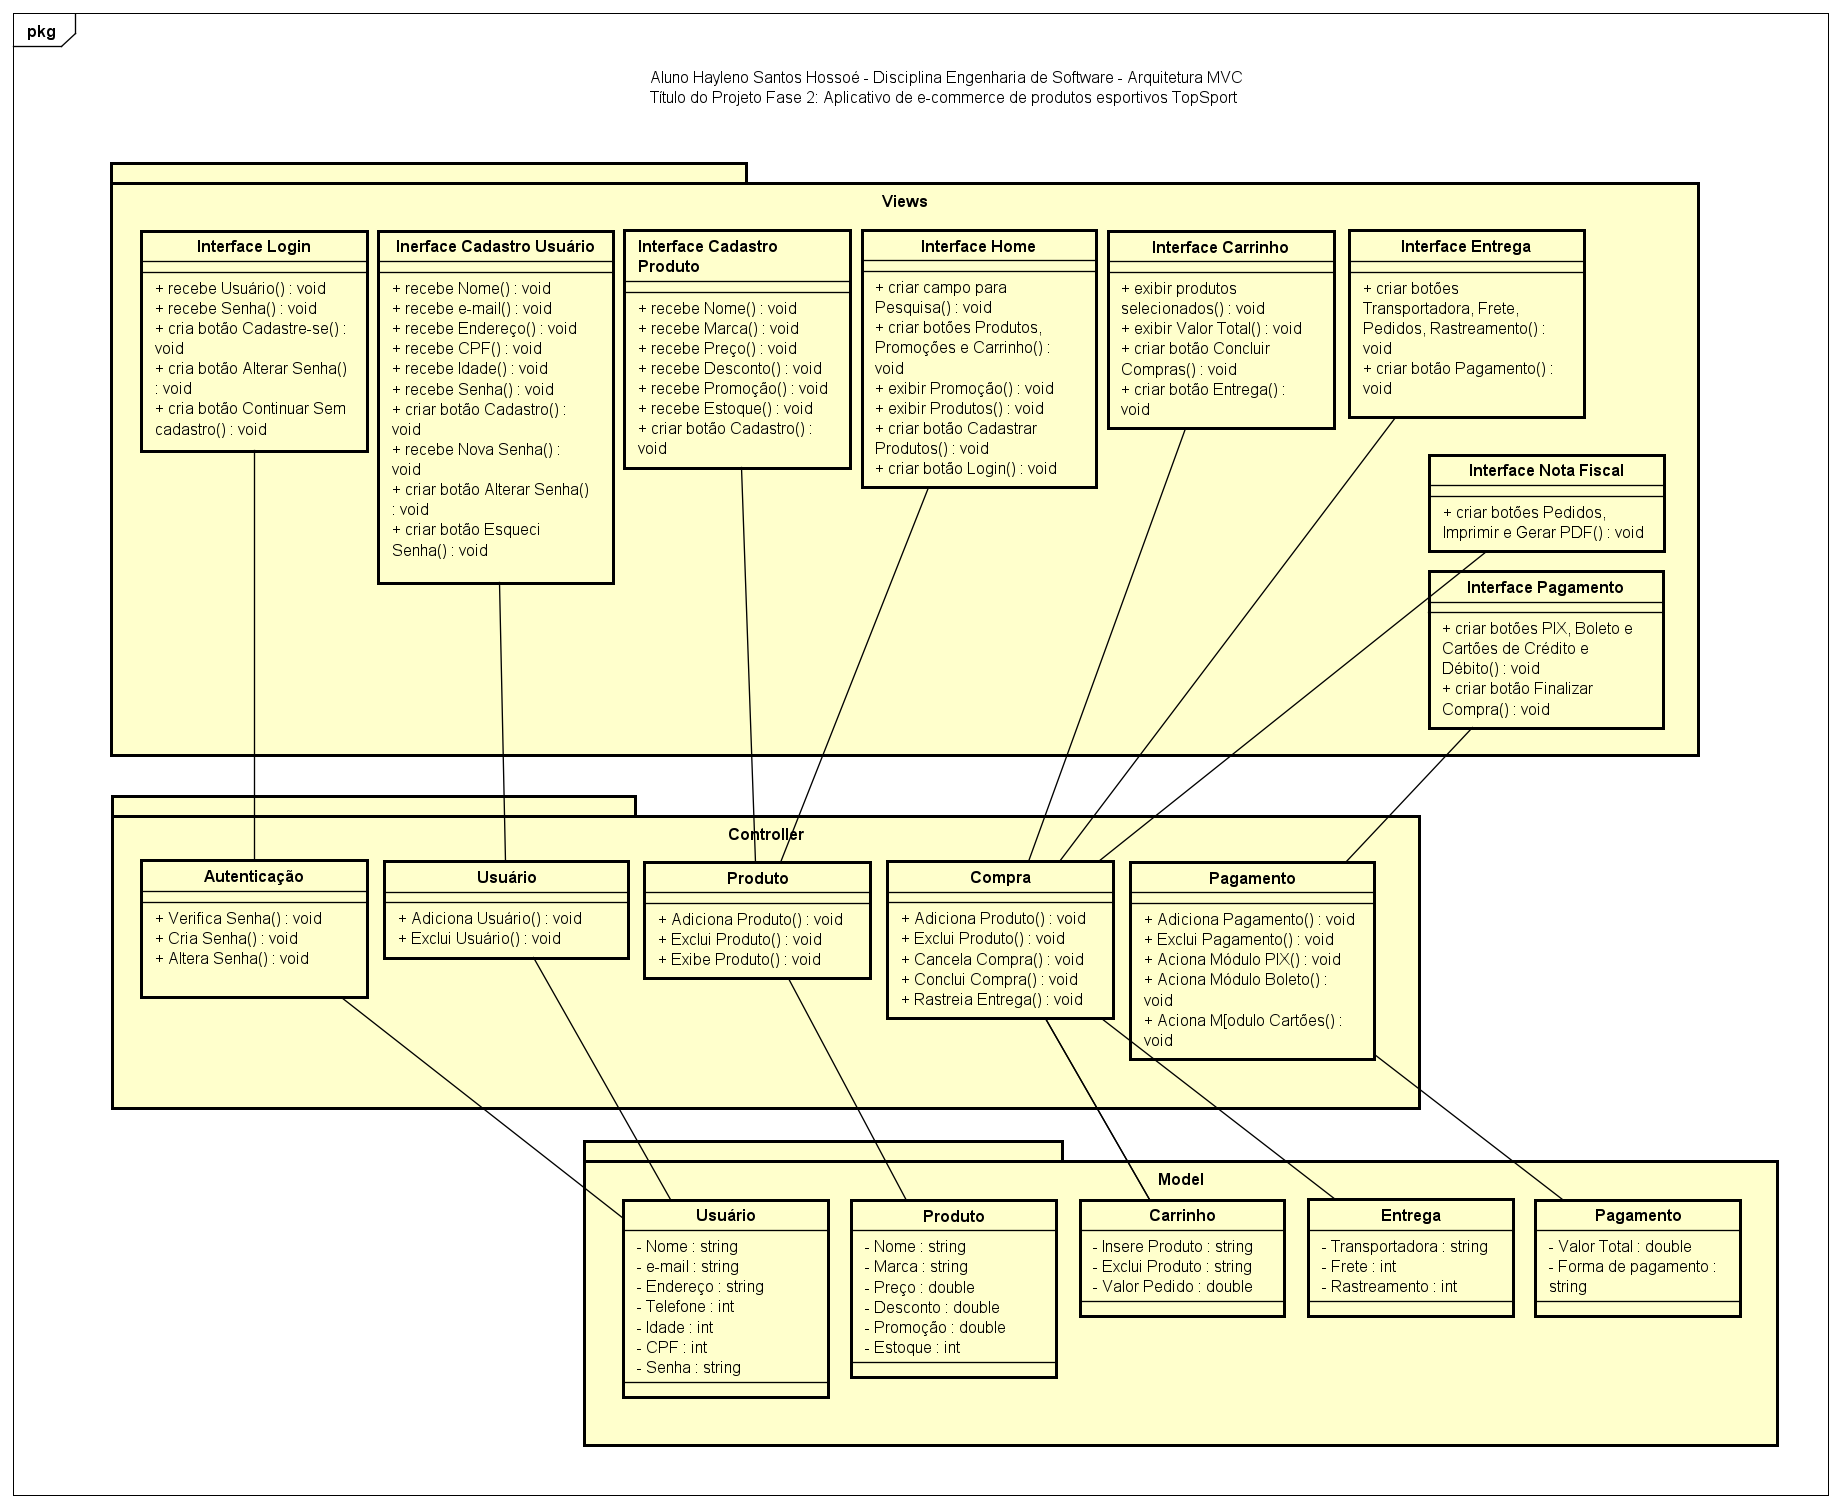 pkg
Aluno Hayleno Santos Hossoé - Disciplina Engenharia de Software - Arquitetura MVC
Título do Projeto Fase 2: Aplicativo de e-commerce de produtos esportivos TopSport
Views
Interface Login
+ recebe Usuário() : void
+ recebe Senha() : void
+ cria botão Cadastre-se() :
void
+ cria botão Alterar Senha()
: void
+ cria botão Continuar Sem
cadastro() : void
Inerface Cadastro Usuário
+ recebe Nome() : void
+ recebe e-mail() : void
+ recebe Endereço() : void
+ recebe CPF() : void
+ recebe Idade() : void
+ recebe Senha() : void
+ criar botão Cadastro() :
void
+ recebe Nova Senha() :
void
+ criar botão Alterar Senha()
: void
+ criar botão Esqueci
Senha() : void
Interface Cadastro
Produto
+ recebe Nome() : void
+ recebe Marca() : void
+ recebe Preço() : void
+ recebe Desconto() : void
+ recebe Promoção() : void
+ recebe Estoque() : void
+ criar botão Cadastro() :
void
Interface Home
+ criar campo para
Pesquisa() : void
+ criar botões Produtos,
Promoções e Carrinho() :
void
+ exibir Promoção() : void
+ exibir Produtos() : void
+ criar botão Cadastrar
Produtos() : void
+ criar botão Login() : void
Interface Carrinho
+ exibir produtos
selecionados() : void
+ exibir Valor Total() : void
+ criar botão Concluir
Compras() : void
+ criar botão Entrega() :
void
Interface Entrega
+ criar botões
Transportadora, Frete,
Pedidos, Rastreamento() :
void
+ criar botão Pagamento() :
void
Interface Nota Fiscal
+ criar botões Pedidos,
Imprimir e Gerar PDF() : void
Interface Pagamento
+ criar botões PIX, Boleto e
Cartões de Crédito e
Débito() : void
+ criar botão Finalizar
Compra() : void
Controller
Autenticação
+ Verifica Senha() : void
+ Cria Senha() : void
+ Altera Senha() : void
Usuário
+ Adiciona Usuário() : void
+ Exclui Usuário() : void
Produto
+ Adiciona Produto() : void
+ Exclui Produto() : void
+ Exibe Produto() : void
Compra
+ Adiciona Produto() : void
+ Exclui Produto() : void
+ Cancela Compra() : void
+ Conclui Compra() : void
+ Rastreia Entrega() : void
Pagamento
+ Adiciona Pagamento() : void
+ Exclui Pagamento() : void
+ Aciona Módulo PIX() : void
+ Aciona Módulo Boleto() :
void
+ Aciona M[odulo Cartões() :
void
Model
Usuário
- Nome : string
- e-mail : string
- Endereço : string
- Telefone : int
- Idade : int
- CPF : int
- Senha : string
Produto
- Nome : string
- Marca : string
- Preço : double
- Desconto : double
- Promoção : double
- Estoque : int
Carrinho
- Insere Produto : string
- Exclui Produto : string
- Valor Pedido : double
Entrega
- Transportadora : string
- Frete : int
- Rastreamento : int
Pagamento
- Valor Total : double
- Forma de pagamento :
string